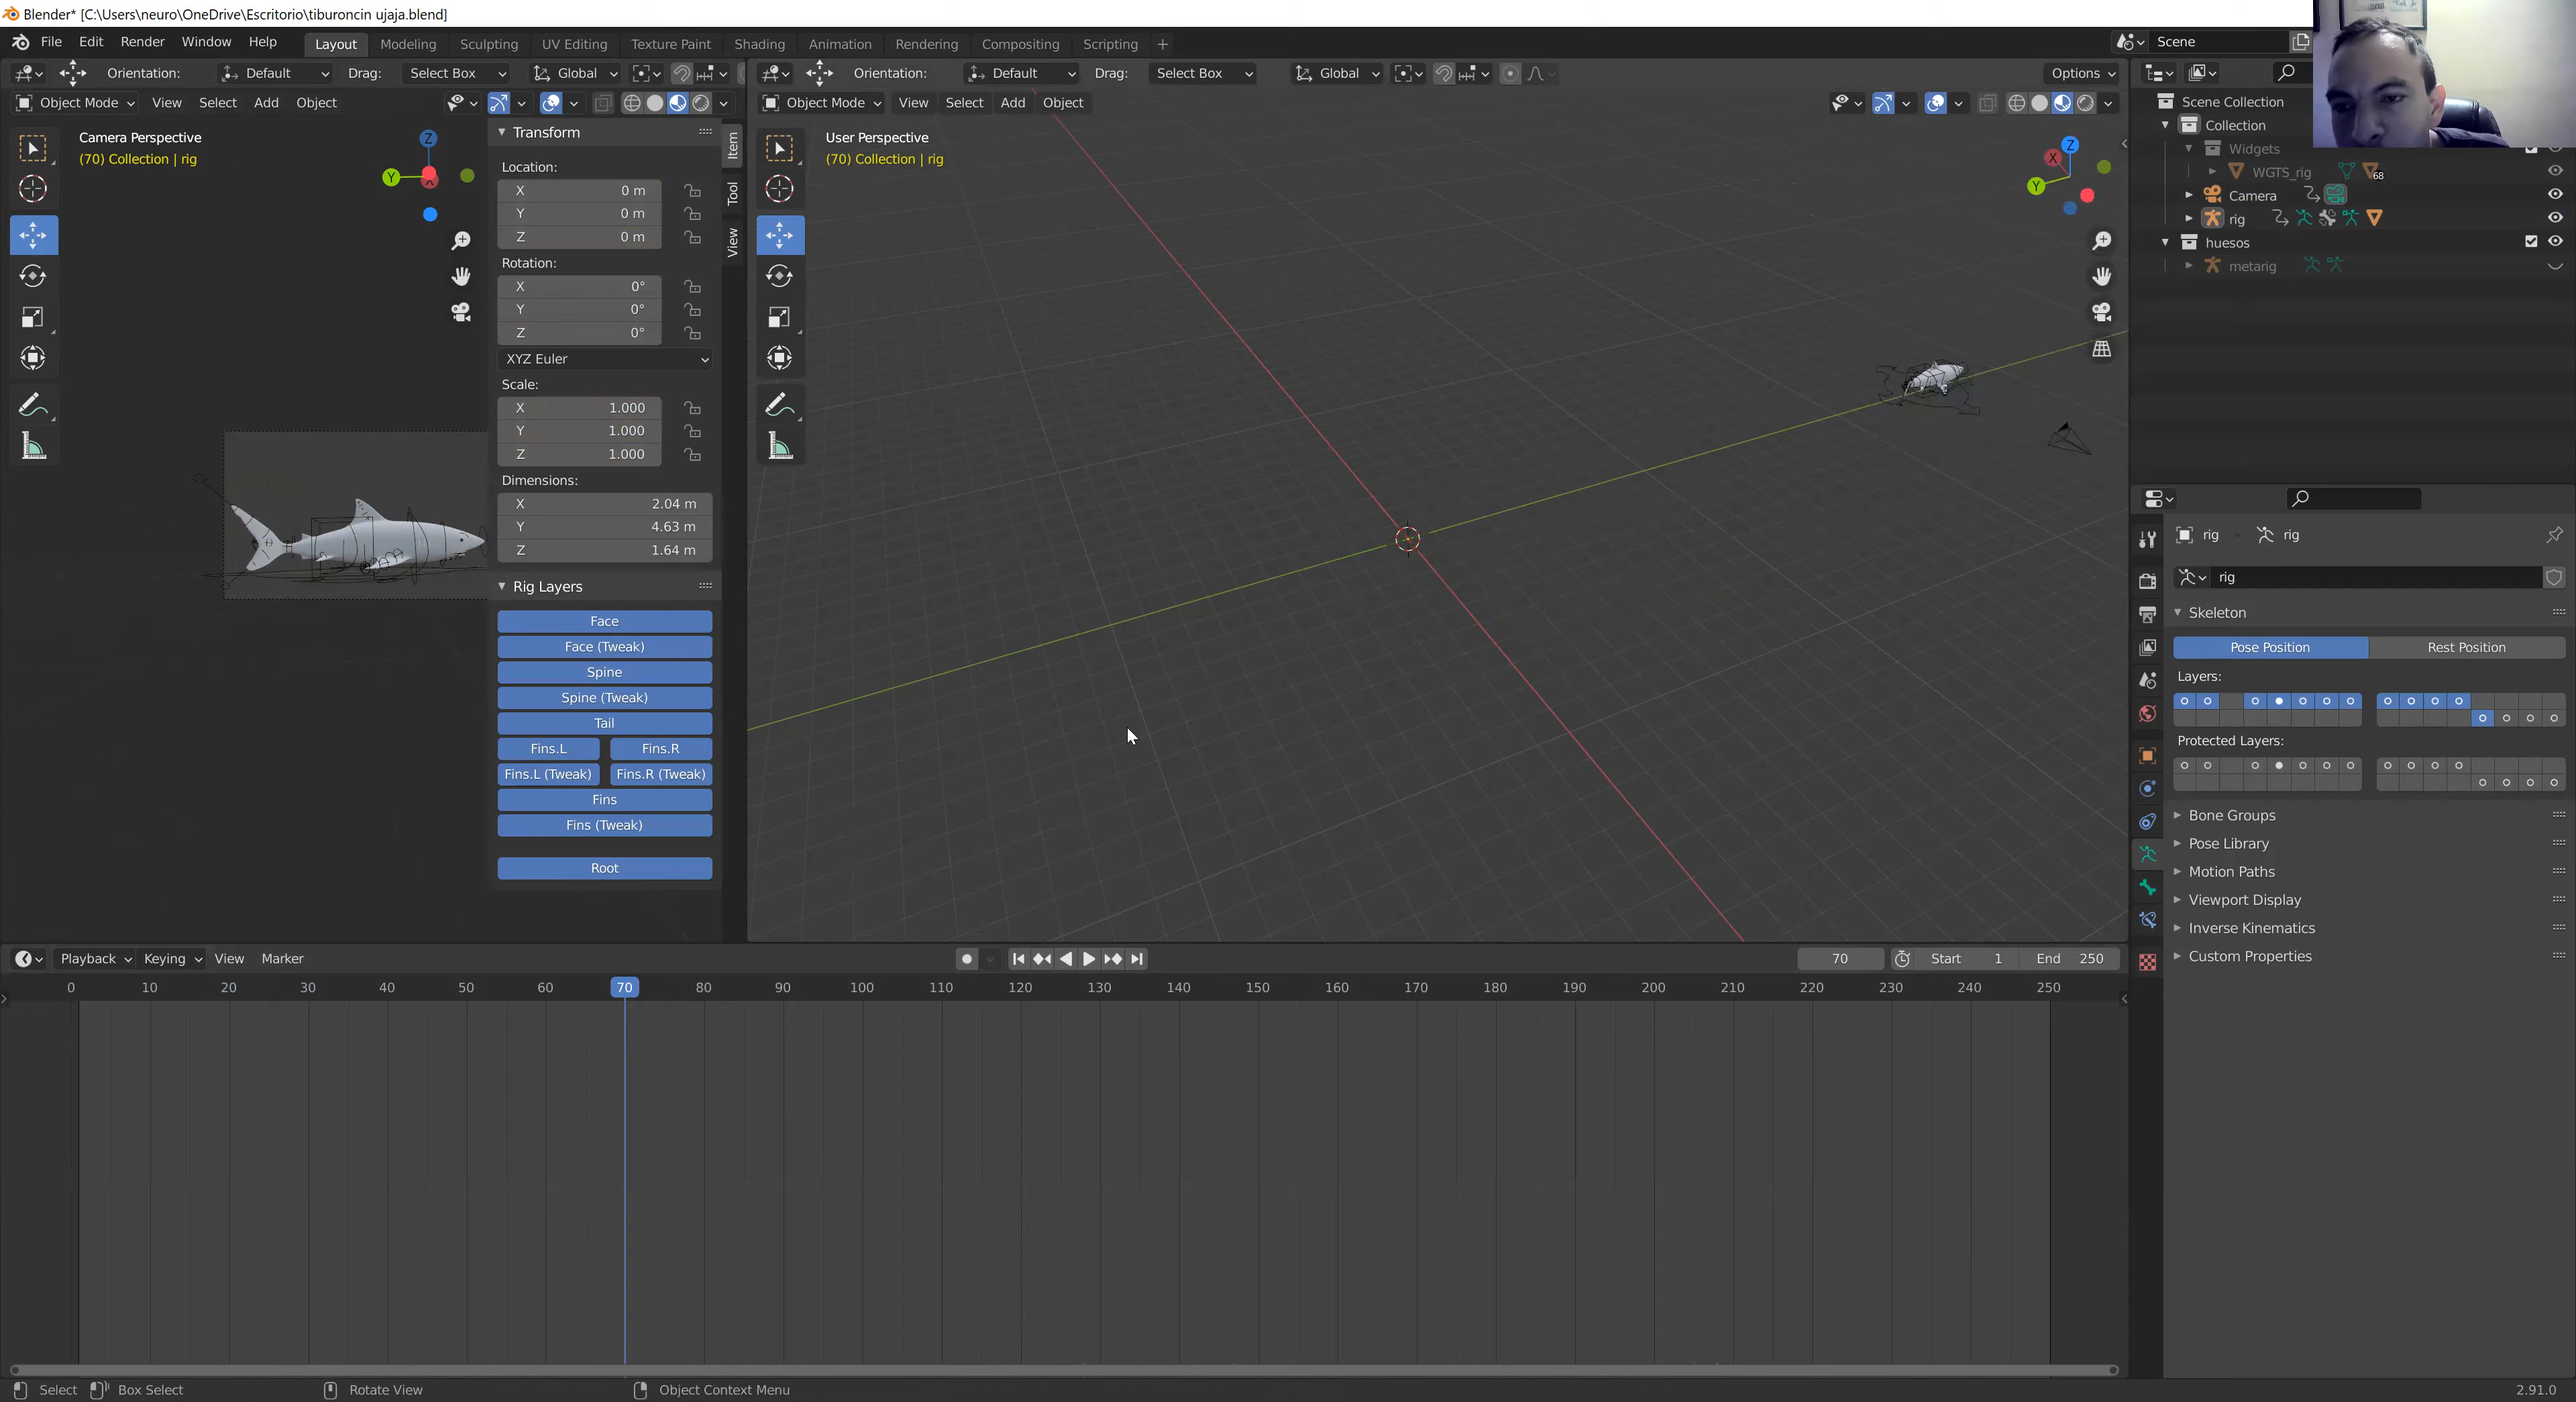 Blender* [C:\Users\neuro\OneDrive\Escritorio\tiburoncin ujaja.blend]
File Edit Render Window Help Layout Modeling Sculpting UV Editing Texture Paint Shading Animation Rendering Compositing Scripting + Scene
Orientation: Default Drag: Select Box Global
Orientation: Default Drag: Select Box Global Options
Object Mode View Select Add Object
Object Mode View Select Add Object
Camera Perspective
(70) Collection | rig
Z
Y
X
Transform
Location:
X 0 m
Y 0 m
Z 0 m
Rotation:
X 0°
Y 0°
Z 0°
XYZ Euler
Scale:
X 1.000
Y 1.000
Z 1.000
Dimensions:
X 2.04 m
Y 4.63 m
Z 1.64 m
Rig Layers
Face
Face (Tweak)
Spine
Spine (Tweak)
Tail
Fins.L Fins.R
Fins.L (Tweak) Fins.R (Tweak)
Fins
Fins (Tweak)
Root
Item
Tool
View
User Perspective
(70) Collection | rig
Z
X
Y
Scene Collection
Collection
Widgets
WGTS_rig 68
Camera
rig
huesos
metarig
rig rig
rig
Skeleton
Pose Position Rest Position
Layers:
Protected Layers:
Bone Groups
Pose Library
Motion Paths
Viewport Display
Inverse Kinematics
Custom Properties
Playback Keying View Marker 70 Start 1 End 250
0 10 20 30 40 50 60 70 80 90 100 110 120 130 140 150 160 170 180 190 200 210 220 230 240 250
Select Box Select Rotate View Object Context Menu 2.91.0